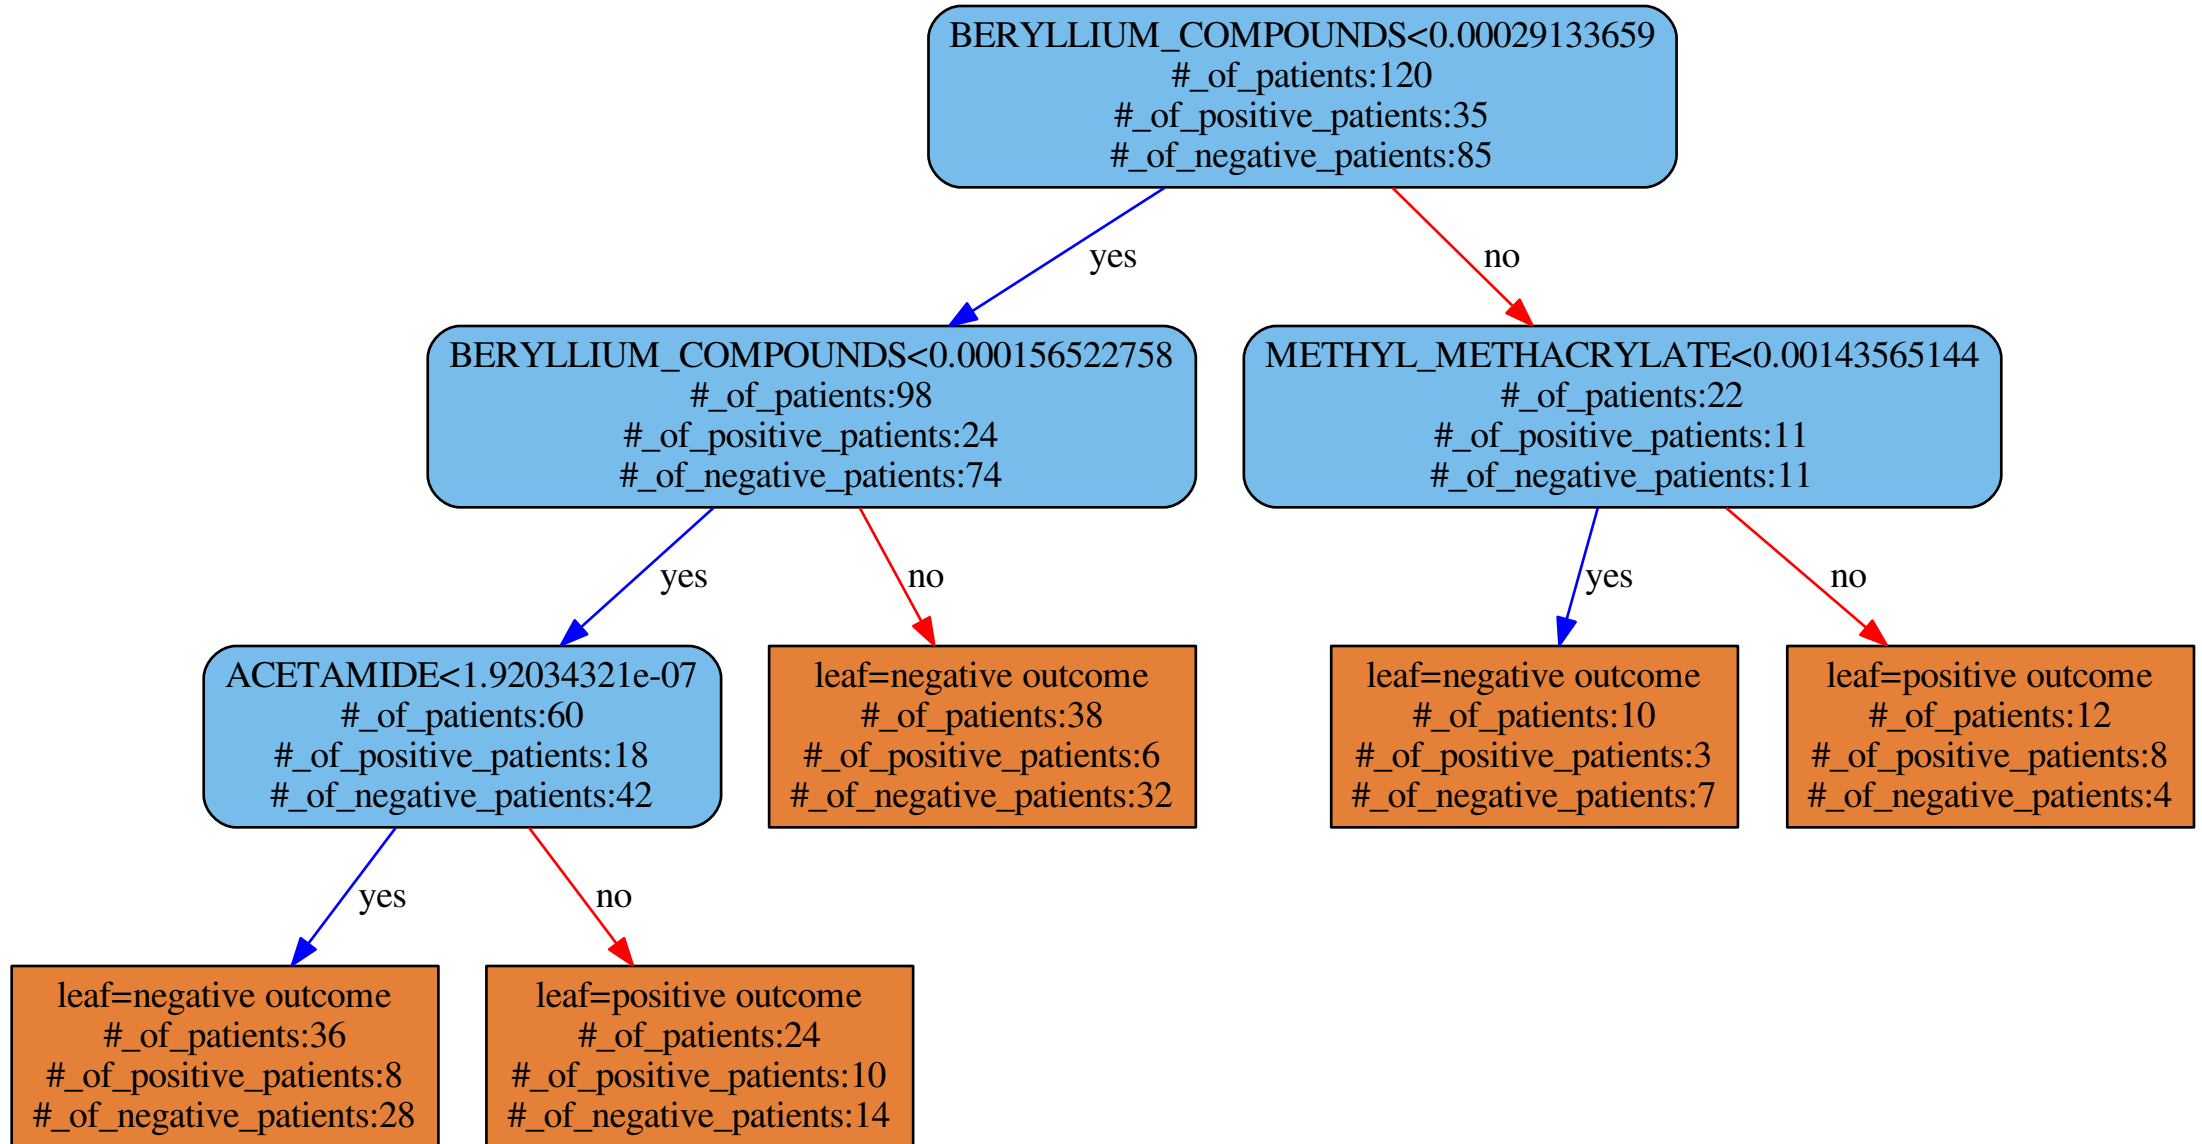 BERYLLIUM_COMPOUNDS<0.00029133659
#_of_patients:120
#_of_positive_patients:35
#_of_negative_patients:85
yes
no
BERYLLIUM_COMPOUNDS<0.000156522758
#_of_patients:98
#_of_positive_patients:24
#_of_negative_patients:74
METHYL_METHACRYLATE<0.00143565144
#_of_patients:22
#_of_positive_patients:11
#_of_negative_patients:11
yes
no
yes
no
ACETAMIDE<1.92034321e-07
#_of_patients:60
#_of_positive_patients:18
#_of_negative_patients:42
leaf=negative outcome
#_of_patients:38
#_of_positive_patients:6
#_of_negative_patients:32
leaf=negative outcome
#_of_patients:10
#_of_positive_patients:3
#_of_negative_patients:7
leaf=positive outcome
#_of_patients:12
#_of_positive_patients:8
#_of_negative_patients:4
yes
no
leaf=negative outcome
#_of_patients:36
#_of_positive_patients:8
#_of_negative_patients:28
leaf=positive outcome
#_of_patients:24
#_of_positive_patients:10
#_of_negative_patients:14